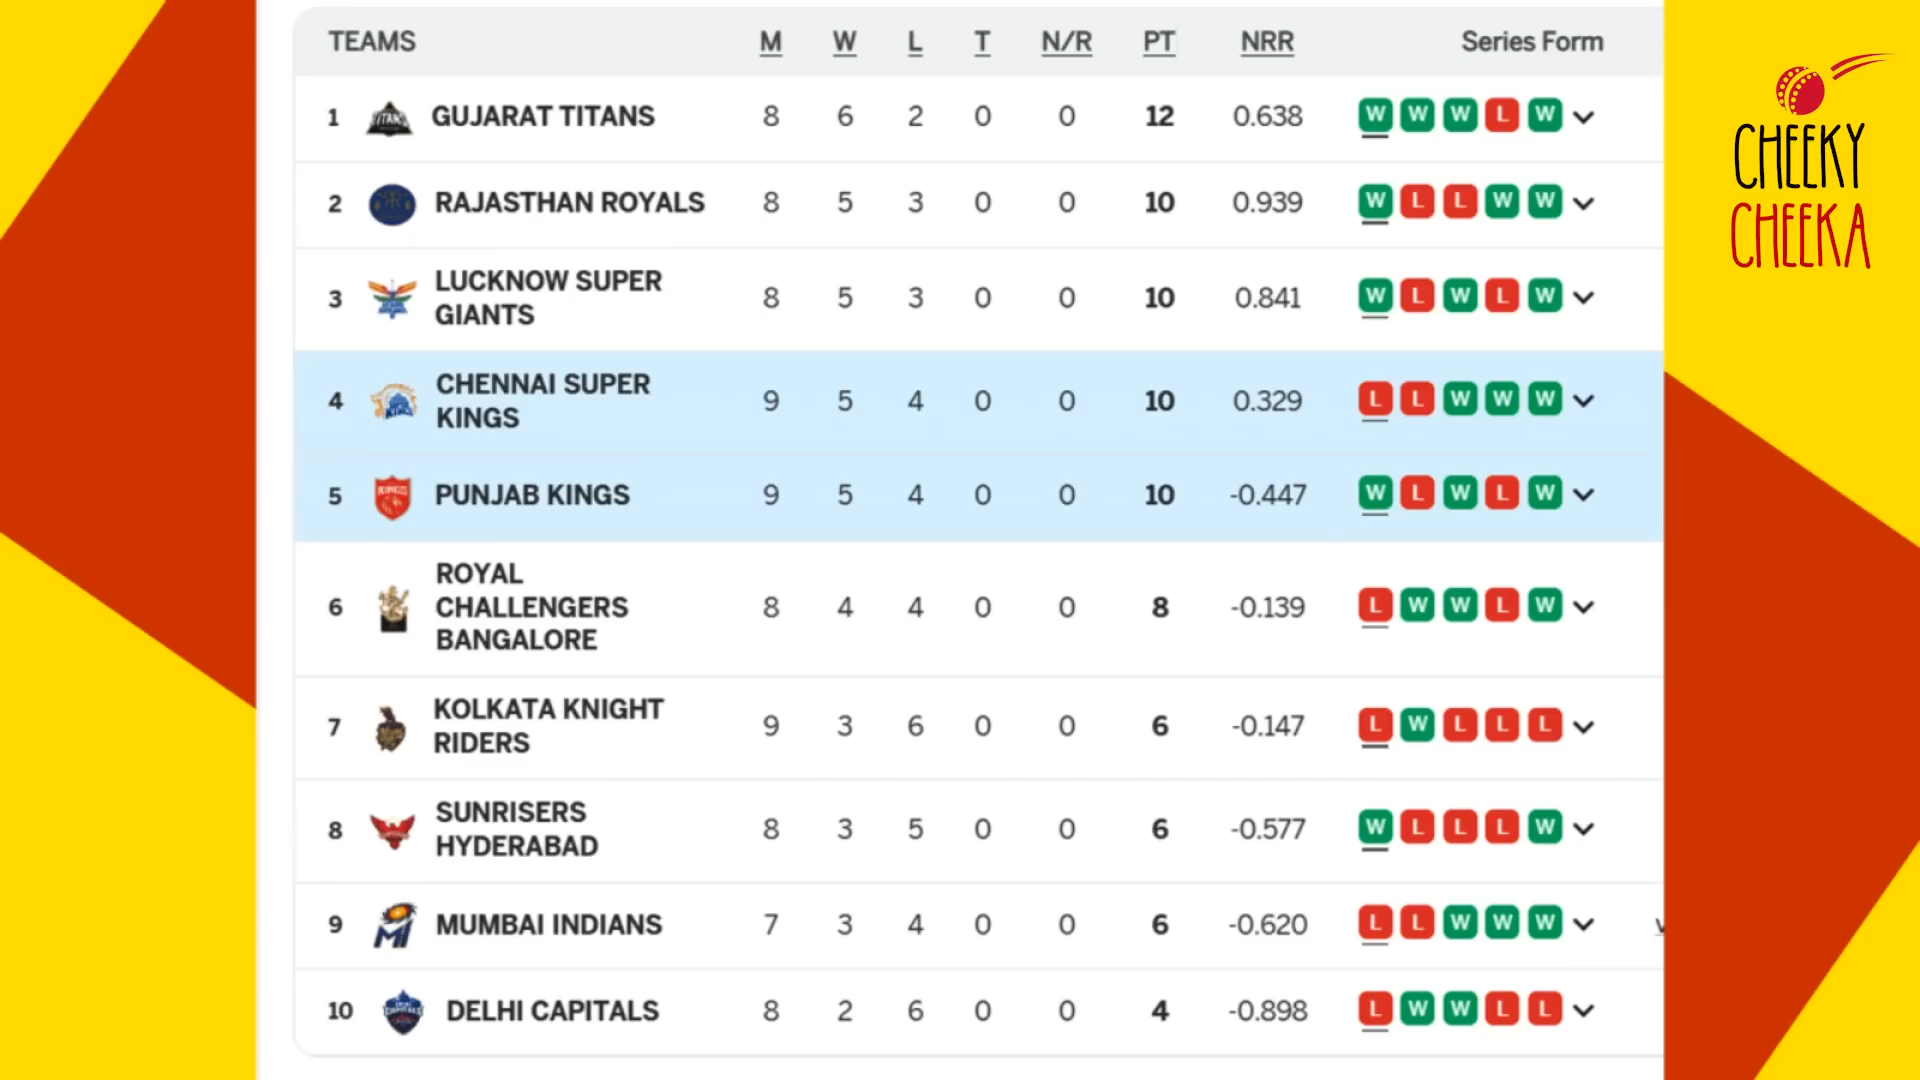 TEAMS M W L T N/R PT NRR Series Form
1 GUJARAT TITANS 8 6 2 0 0 12 0.638 W W W L W
2 RAJASTHAN ROYALS 8 5 3 0 0 10 0.939 W L L W W
3 LUCKNOW SUPER
GIANTS 8 5 3 0 0 10 0.841 W L W L W
4 CHENNAI SUPER
KINGS 9 5 4 0 0 10 0.329 L L W W W
5 PUNJAB KINGS 9 5 4 0 0 10 -0.447 W L W L W
6 ROYAL
CHALLENGERS 8 4 4 0 0 8 -0.139 L W W L W
BANGALORE
7 KOLKATA KNIGHT
RIDERS 9 3 6 0 0 6 -0.147 L W L L L
8 SUNRISERS
HYDERABAD 8 3 5 0 0 6 -0.577 W L L L W
9 MUMBAI INDIANS 7 3 4 0 0 6 -0.620 L L W W W
10 DELHI CAPITALS 8 2 6 0 0 4 -0.898 L W W L L
CHEEKY
CHEEKA